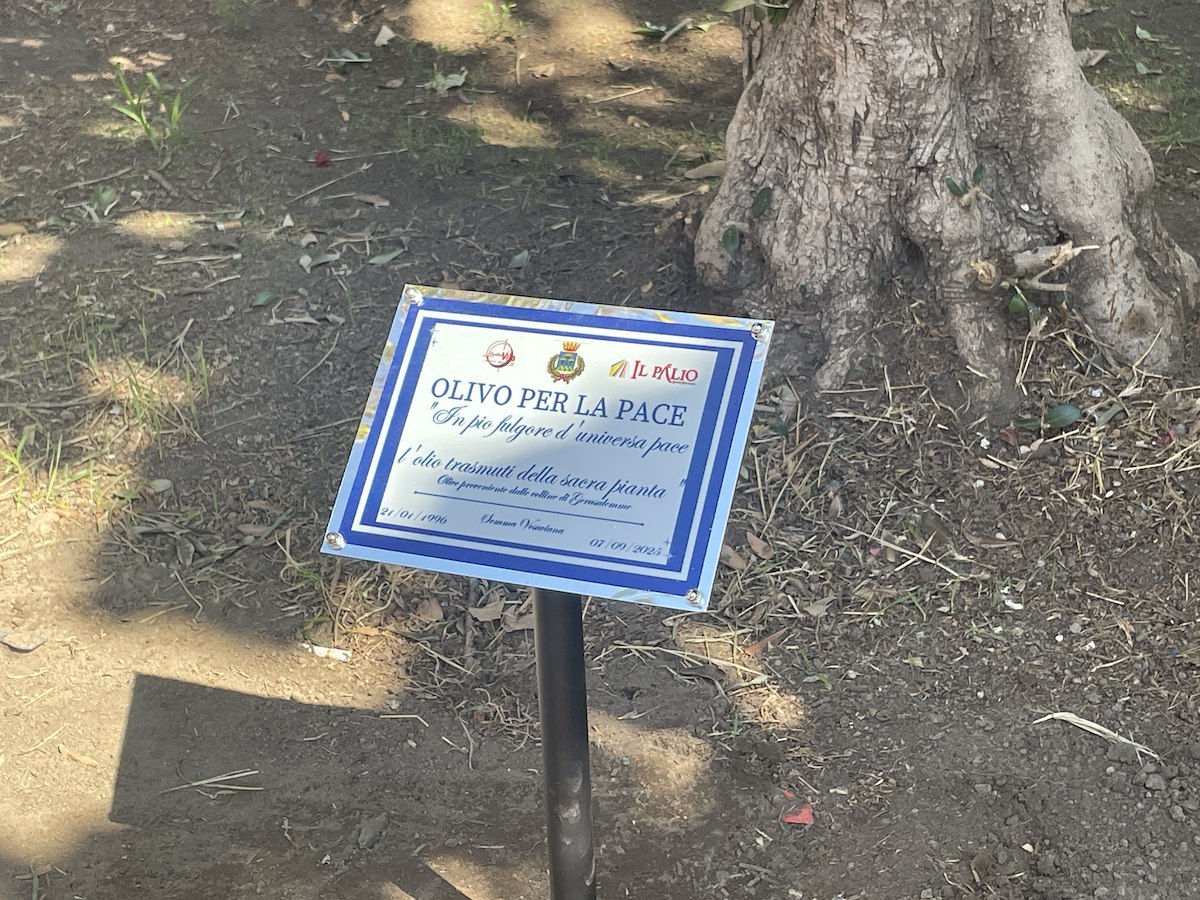 IL PALIO
OLIVO PER LA PACE
"In pio fulgore d'universa pace
l'olio trasmuti della sacra pianta"
Olivo proveniente dalle colline di Gerusalemme
21/01/1996 Somma Vesuviana 07/09/2025